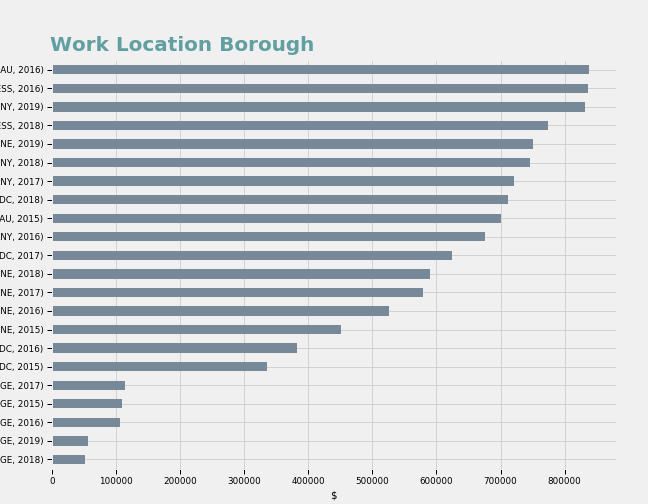 Work Location Borough
AU, 2016)
ESS, 2016)
NY, 2019)
ESS, 2018)
NE, 2019)
NY, 2018)
NY, 2017)
DC, 2018)
AU, 2015)
NY, 2016)
DC, 2017)
NE, 2018)
NE, 2017)
NE, 2016)
NE, 2015)
DC, 2016)
DC, 2015)
GE, 2017)
GE, 2015)
GE, 2016)
GE, 2019)
GE, 2018)
0 100000 200000 300000 400000 500000 600000 700000 800000
$